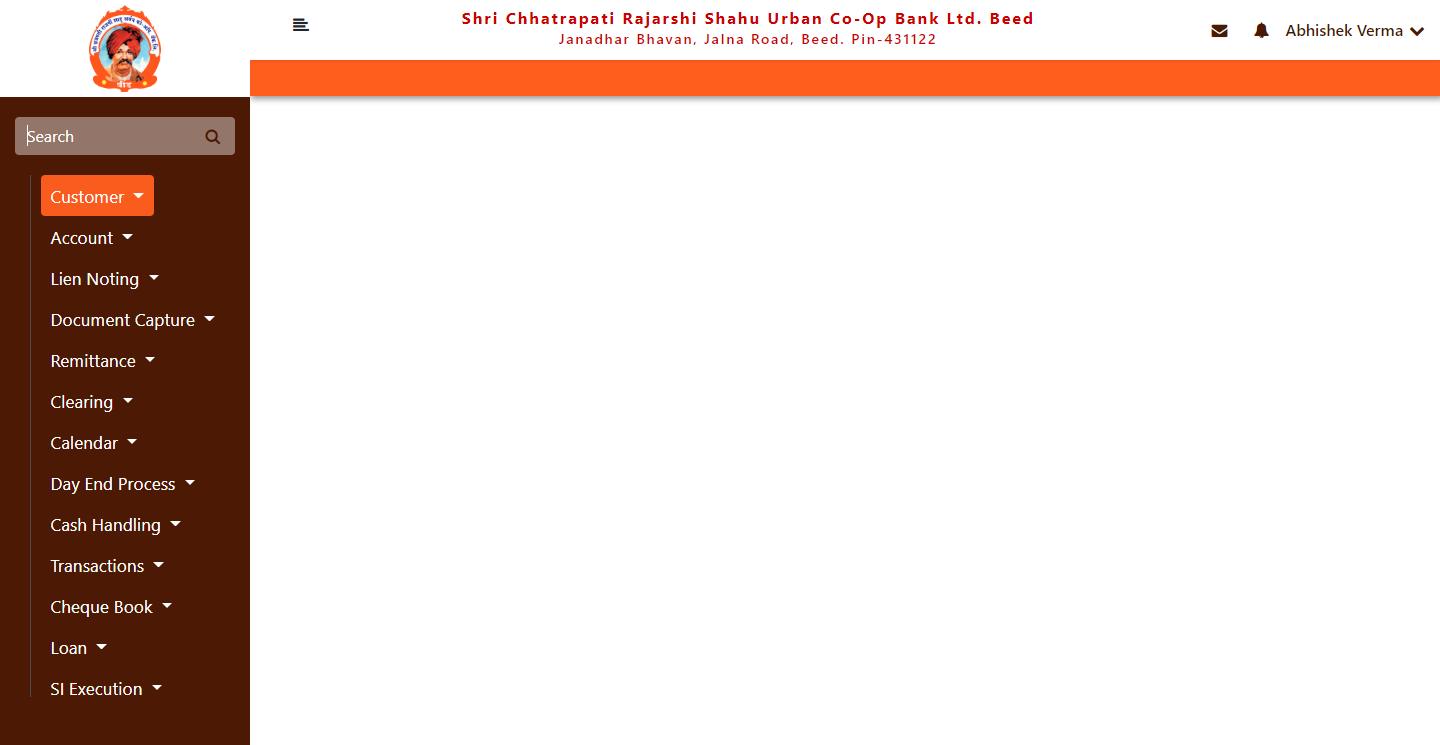 Shri Chhatrapati Rajarshi Shahu Urban Co-Op Bank Ltd. Beed
Janadhar Bhavan, Jalna Road, Beed. Pin-431122
Abhishek Verma
बीड
Search
Customer
Account
Lien Noting
Document Capture
Remittance
Clearing
Calendar
Day End Process
Cash Handling
Transactions
Cheque Book
Loan
SI Execution